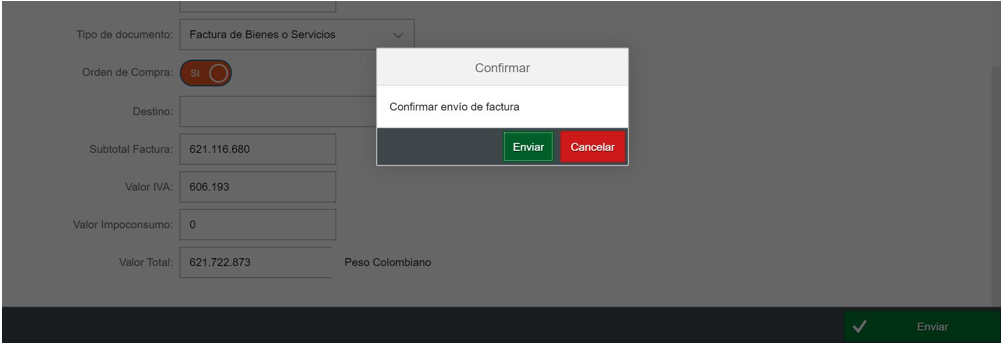 Tipo de documento: Factura de Bienes o Servicios
Orden de Compra: SI
Destino:
Subtotal Factura: 621.116.680
Valor IVA: 606.193
Valor Impoconsumo: 0
Valor Total: 621.722.873 Peso Colombiano
Confirmar
Confirmar envío de factura
Enviar Cancelar
Enviar